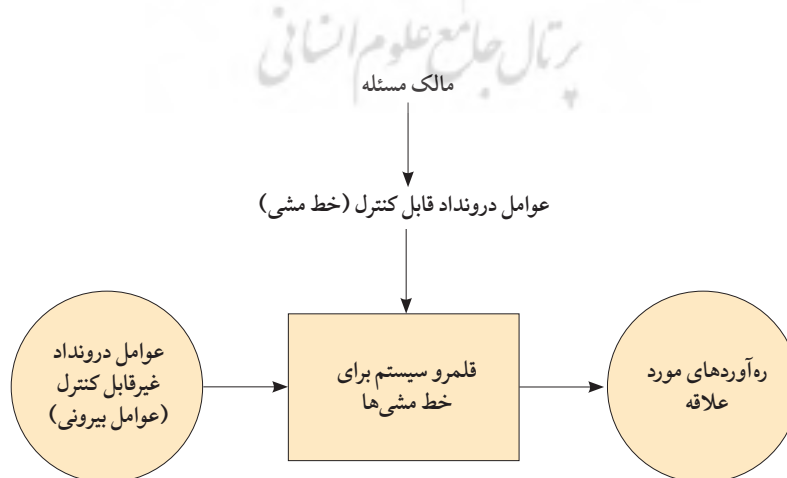 پرتال جامع علوم انسانی
مالک مسئله
عوامل درونداد قابل کنترل (خط مشی)
ره‌آوردهای مورد
علاقه
قلمرو سیستم برای
خط مشی‌ها
عوامل درونداد
غیرقابل کنترل
(عوامل بیرونی)